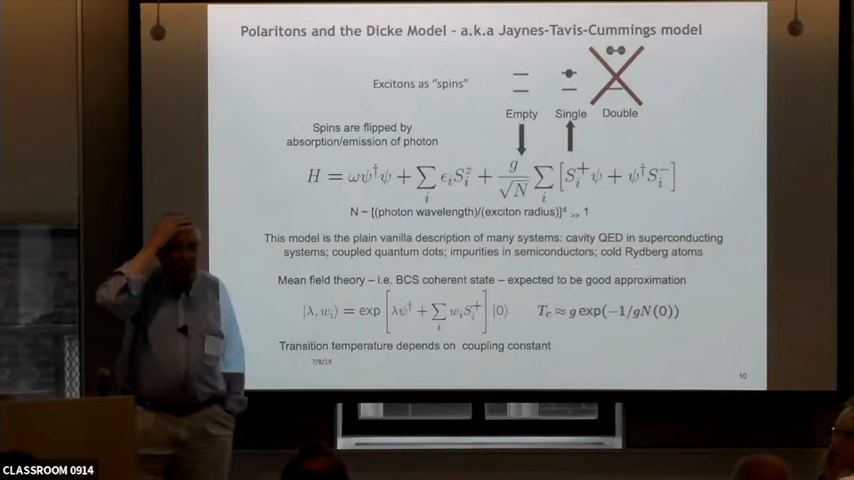 Polaritons and the Dicke Model – a.k.a Jaynes-Tavis-Cummings model
Excitons as "spins"
Empty Single Double
Spins are flipped by
absorption/emission of photon
H = ωψ†ψ + ∑_i ϵ_i S_i^z + g/√N ∑_i [S_i^+ ψ + ψ† S_i^-]
N ~ [(photon wavelength)/(exciton radius)]^d >> 1
This model is the plain vanilla description of many systems: cavity QED in superconducting
systems; coupled quantum dots; impurities in semiconductors; cold Rydberg atoms
Mean field theory – i.e. BCS coherent state – expected to be good approximation
|λ, w_i⟩ = exp [λψ† + ∑_i w_i S_i^+] |0⟩ T_c ≈ g exp(−1/gN(0))
Transition temperature depends on coupling constant
10
CLASSROOM 0914